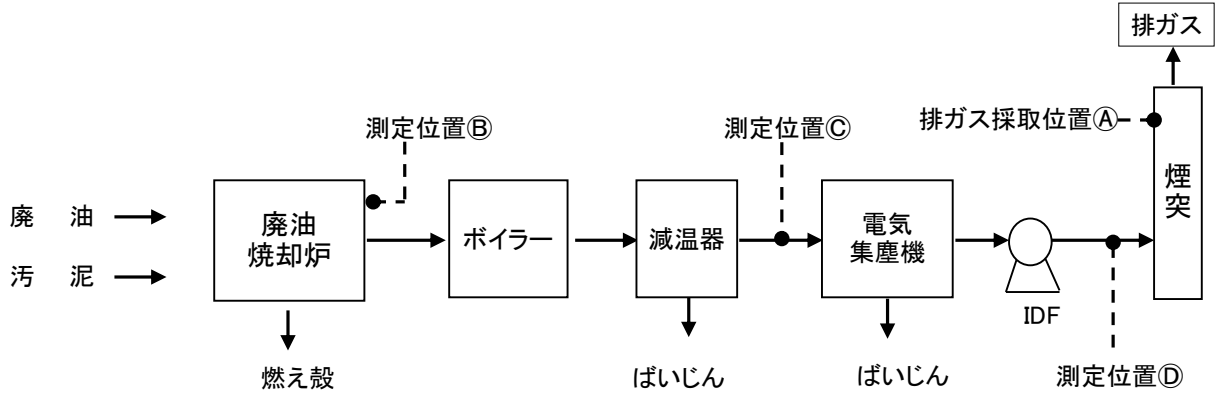 排ガス
測定位置Ⓑ
測定位置Ⓒ
排ガス採取位置Ⓐ
廃　油
汚　泥
廃油
焼却炉
ボイラー
減温器
電気
集塵機
煙突
IDF
燃え殻
ばいじん
ばいじん
測定位置Ⓓ